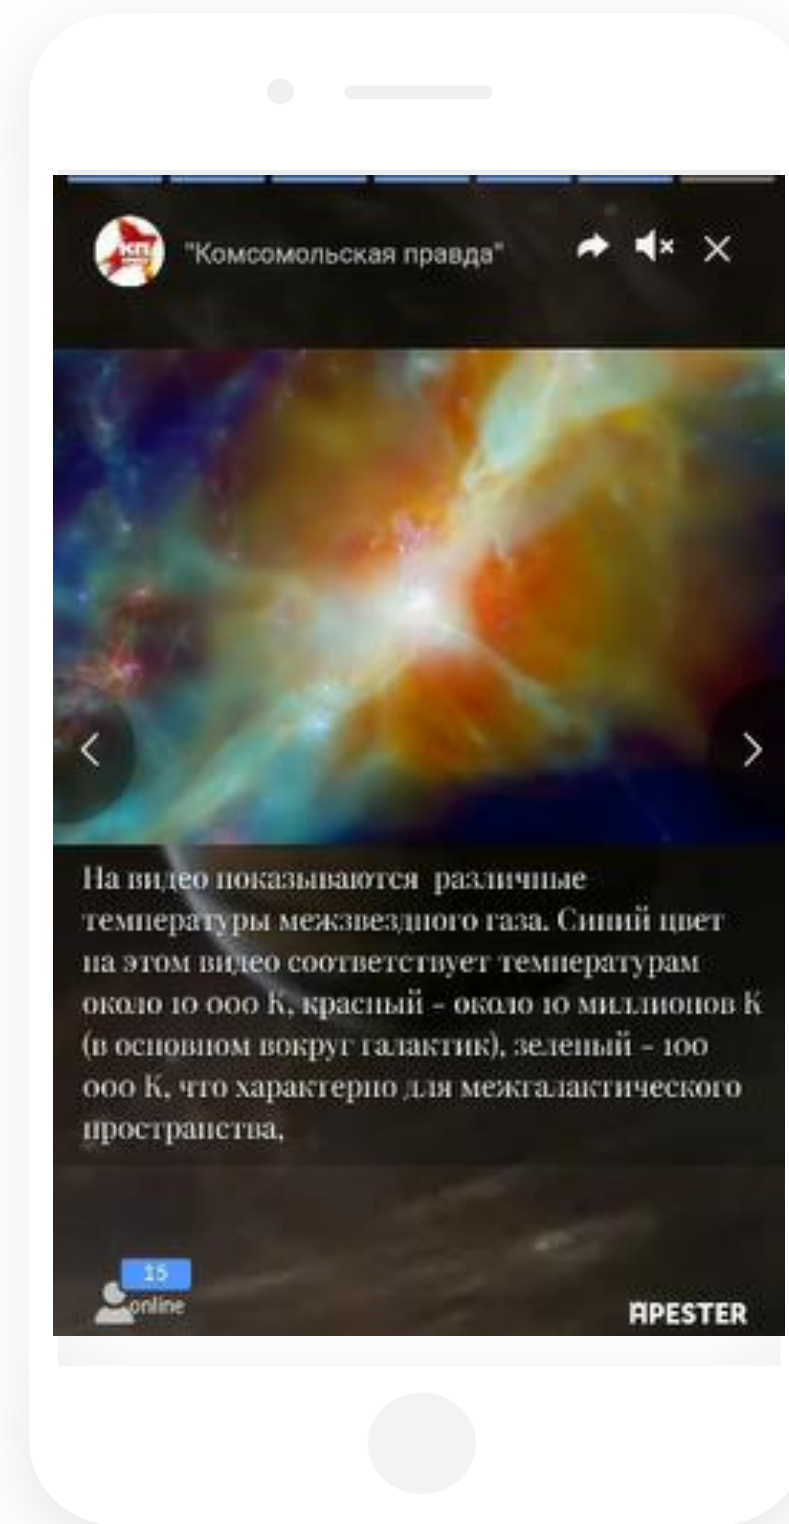 КП
"Комсомольская правда"
На видео показываются различные
температуры межзвездного газа. Синий цвет
на этом видео соответствует температурам
около 10 000 К, красный – около 10 миллионов К
(в основном вокруг галактик), зеленый – 100
000 К, что характерно для межгалактического
пространства,
15
online
APESTER